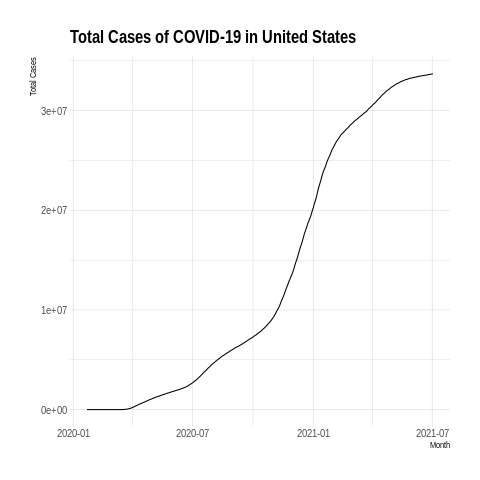 Total Cases of COVID-19 in United States
Total Cases
3e+07
2e+07
1e+07
0e+00
2020-01
2020-07
2021-01
2021-07
Month